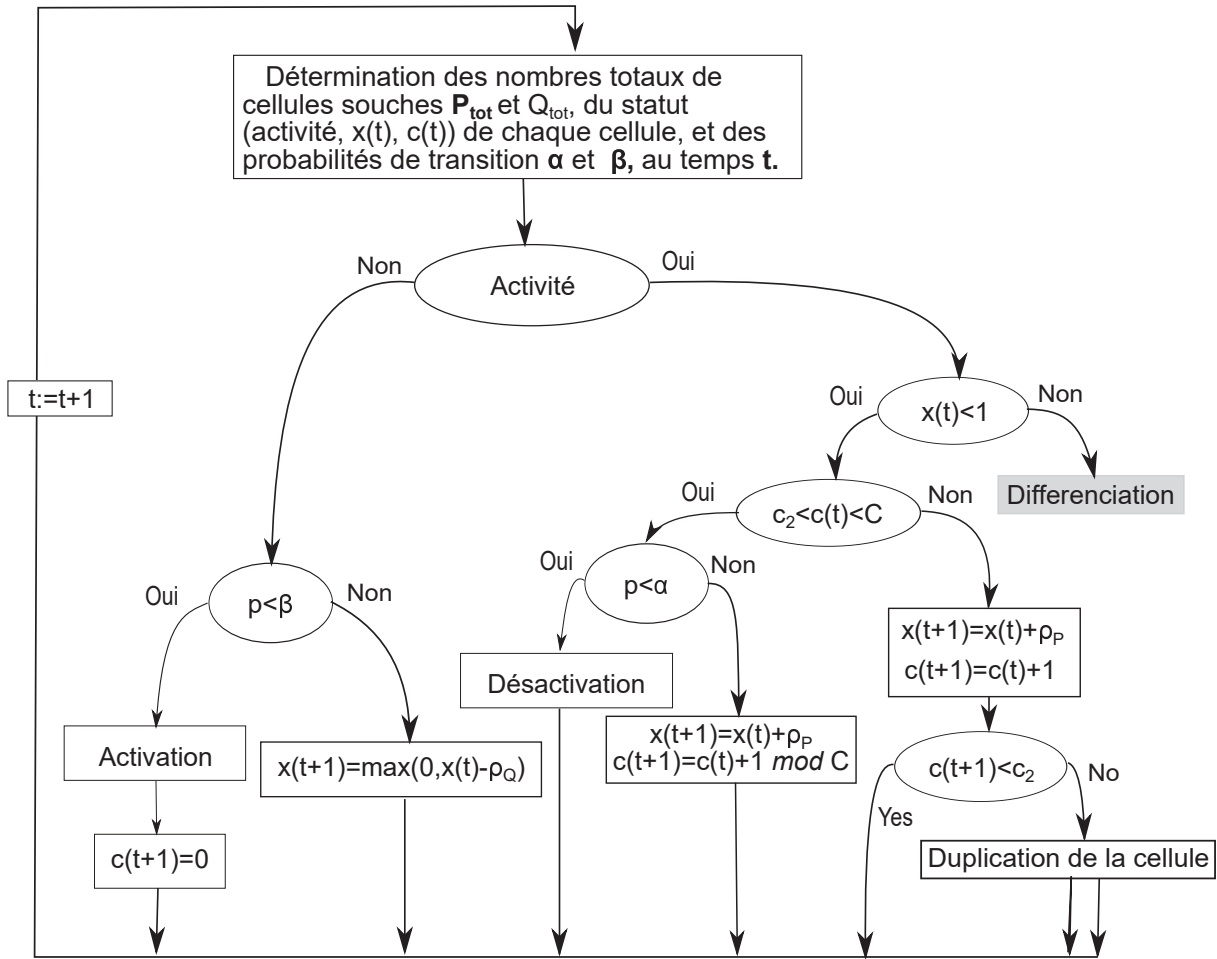 Détermination des nombres totaux de
cellules souches Ptot et Qtot, du statut
(activité, x(t), c(t)) de chaque cellule, et des
probabilités de transition α et β, au temps t.
Non
Oui
Activité
t:=t+1
Oui
Non
x(t)<1
Oui
Non
Differenciation
c2<c(t)<C
Oui
Non
p<α
Oui
Non
p<β
x(t+1)=x(t)+ρP
c(t+1)=c(t)+1
Désactivation
Activation
x(t+1)=max(0,x(t)-ρQ)
x(t+1)=x(t)+ρP
c(t+1)=c(t)+1 mod C
c(t+1)<c2
No
Yes
c(t+1)=0
Duplication de la cellule